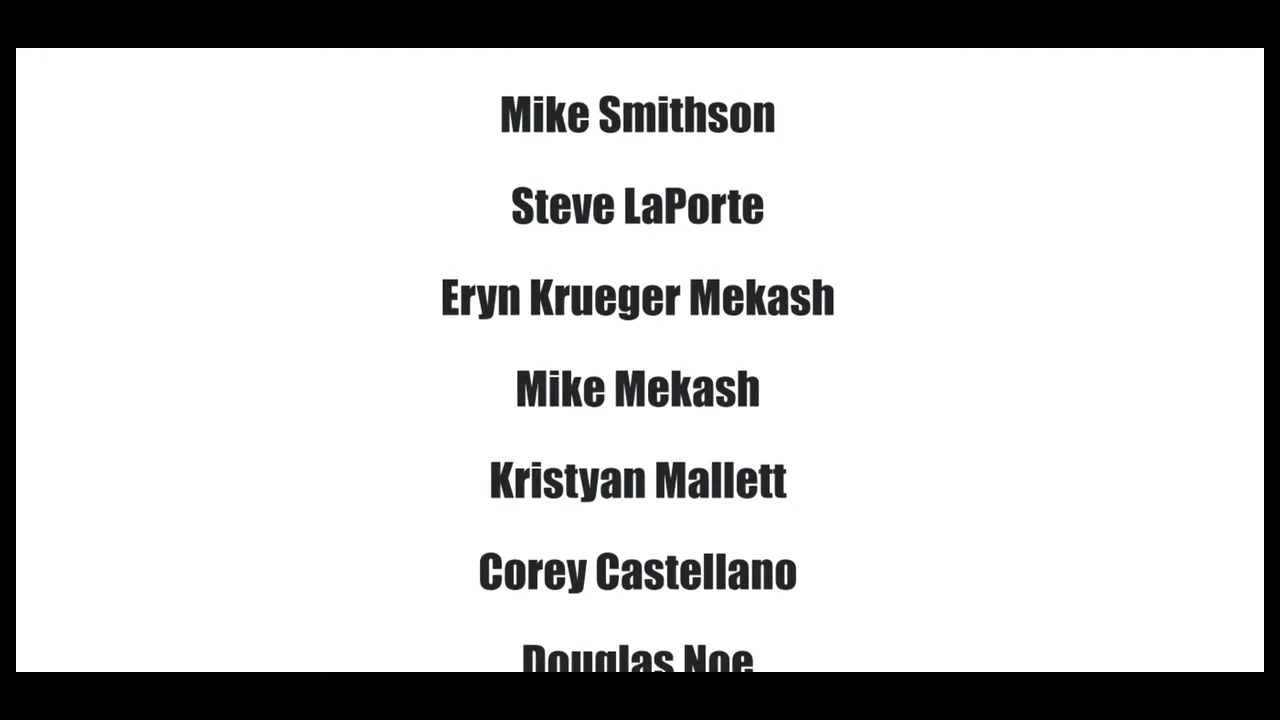 Mike Smithson
Steve LaPorte
Eryn Krueger Mekash
Mike Mekash
Kristyan Mallett
Corey Castellano
Douglas Noe